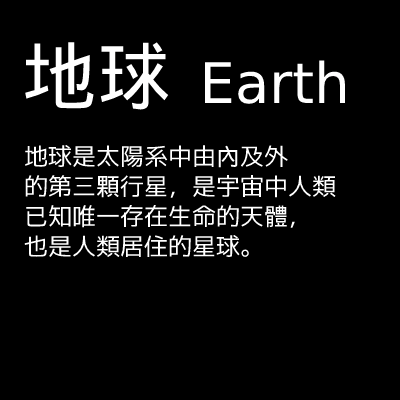 地球 Earth
地球是太陽系中由內及外
的第三顆行星，是宇宙中人類
已知唯一存在生命的天體，
也是人類居住的星球。